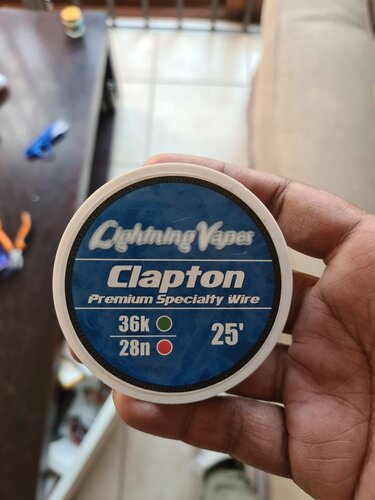 Lightning Vapes
Clapton
Premium Specialty Wire
36k
28n
25'